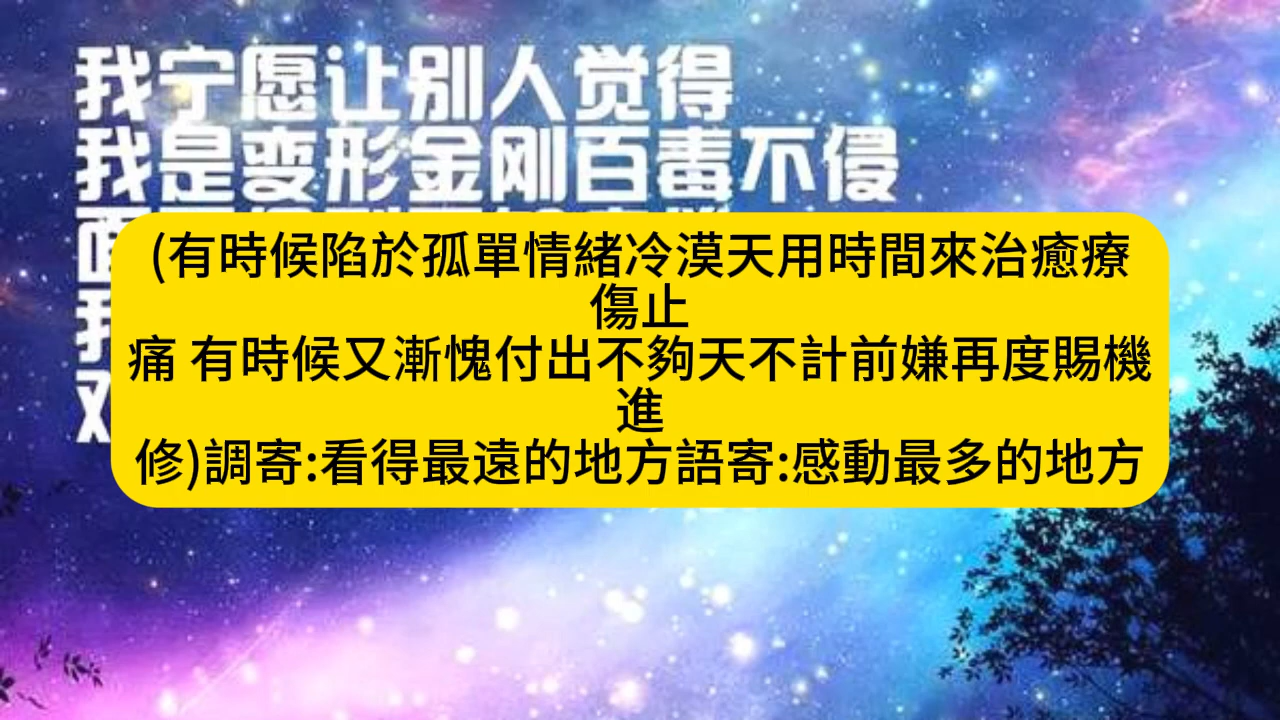 我宁愿让别人觉得
我是变形金刚百毒不侵
(有時候陷於孤單情緒冷漠天用時間來治癒療
傷止
痛 有時候又漸愧付出不夠天不計前嫌再度賜機
進
修)調寄:看得最遠的地方語寄:感動最多的地方